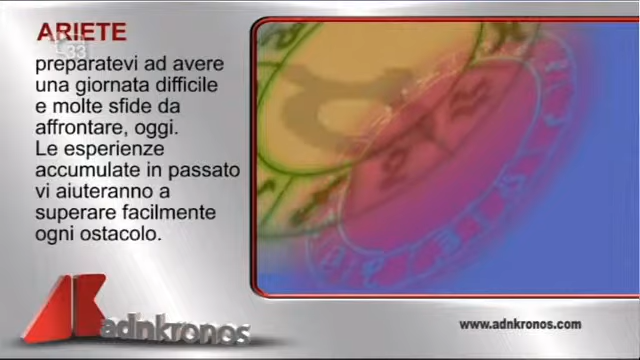 ARIETE
L33
preparatevi ad avere
una giornata difficile
e molte sfide da
affrontare, oggi.
Le esperienze
accumulate in passato
vi aiuteranno a
superare facilmente
ogni ostacolo.
adnkronos
www.adnkronos.com